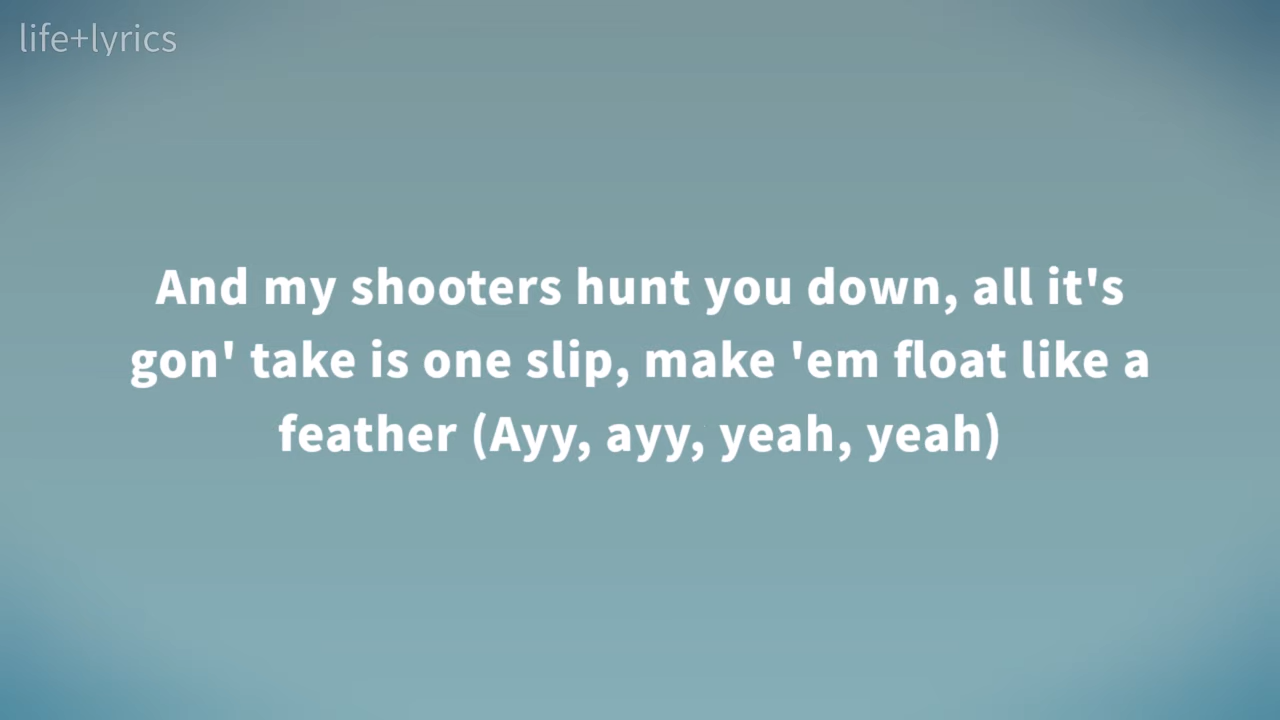 life+lyrics
And my shooters hunt you down, all it's
gon' take is one slip, make 'em float like a
feather (Ayy, ayy, yeah, yeah)